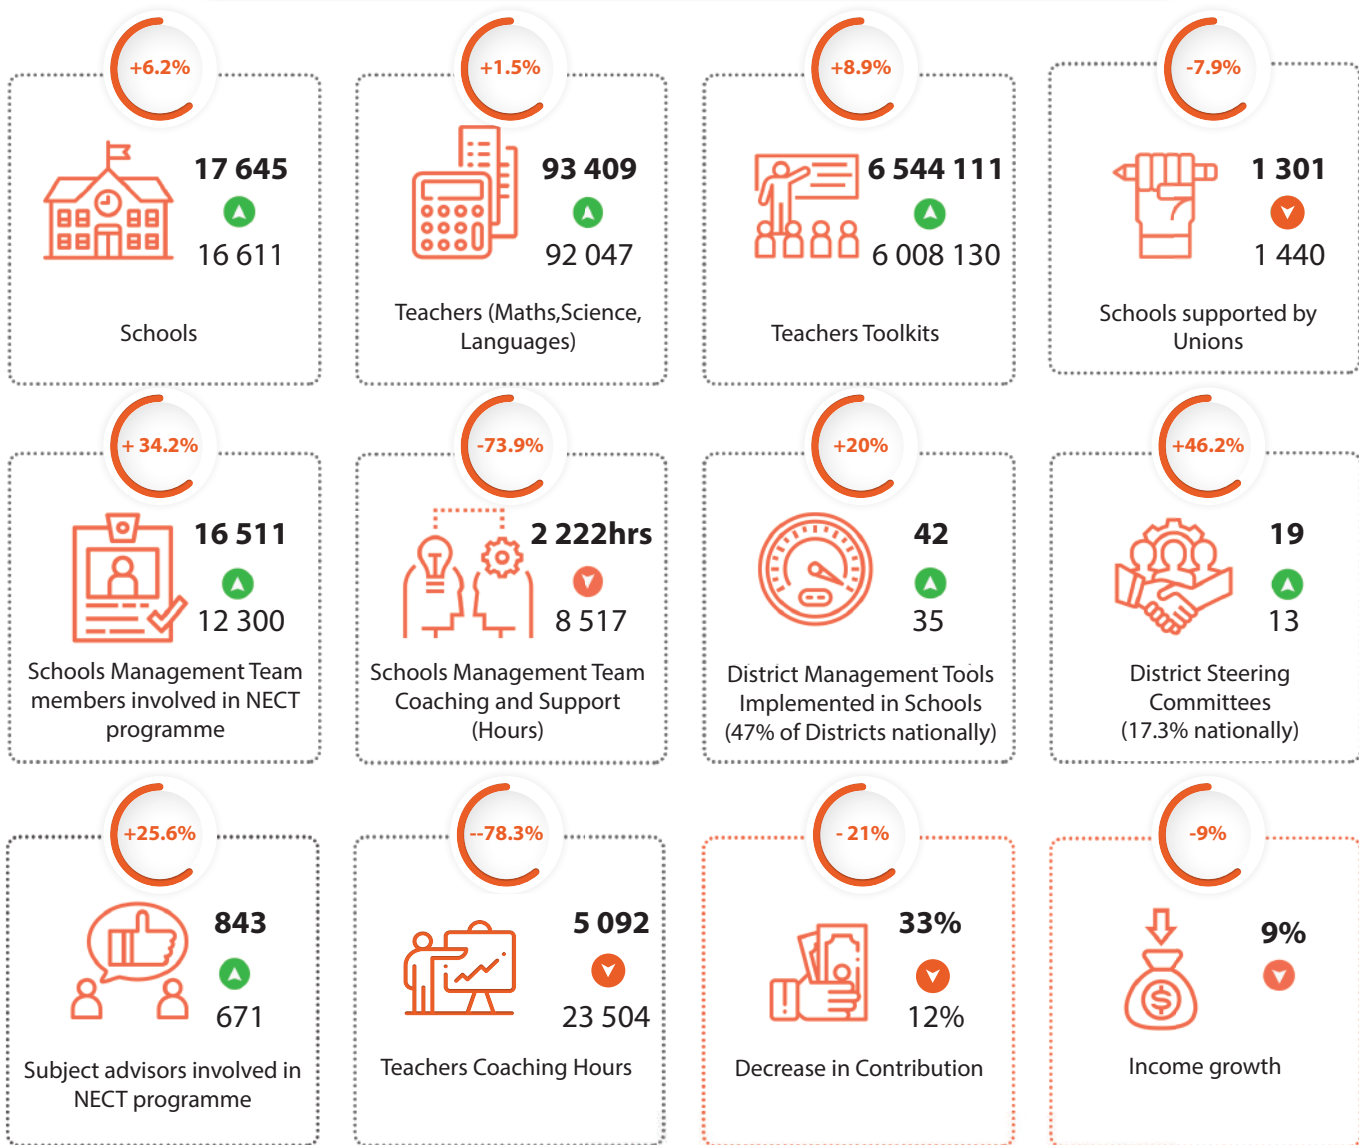 +6.2%
17 645
16 611
Schools
+1.5%
93 409
92 047
Teachers (Maths,Science,
Languages)
+8.9%
6 544 111
6 008 130
Teachers Toolkits
-7.9%
1 301
1 440
Schools supported by
Unions
+ 34.2%
16 511
12 300
Schools Management Team
members involved in NECT
programme
-73.9%
2 222hrs
8 517
Schools Management Team
Coaching and Support
(Hours)
+20%
42
35
District Management Tools
Implemented in Schools
(47% of Districts nationally)
+46.2%
19
13
District Steering
Committees
(17.3% nationally)
+25.6%
843
671
Subject advisors involved in
NECT programme
--78.3%
5 092
23 504
Teachers Coaching Hours
- 21%
33%
12%
Decrease in Contribution
-9%
9%
Income growth